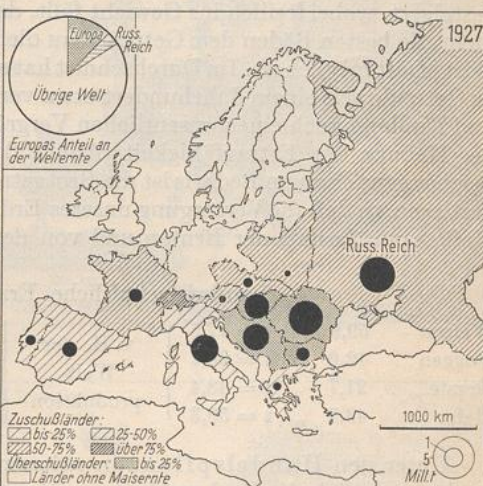 1927
Europa
Russ.
Reich
Übrige Welt
Europas Anteil an
der Welternte
Russ. Reich
Zuschußländer:
bis 25% 25-50%
50-75% über 75%
Überschußländer: bis 25%
Länder ohne Maisernte
1000 km
1
5
Mill.t